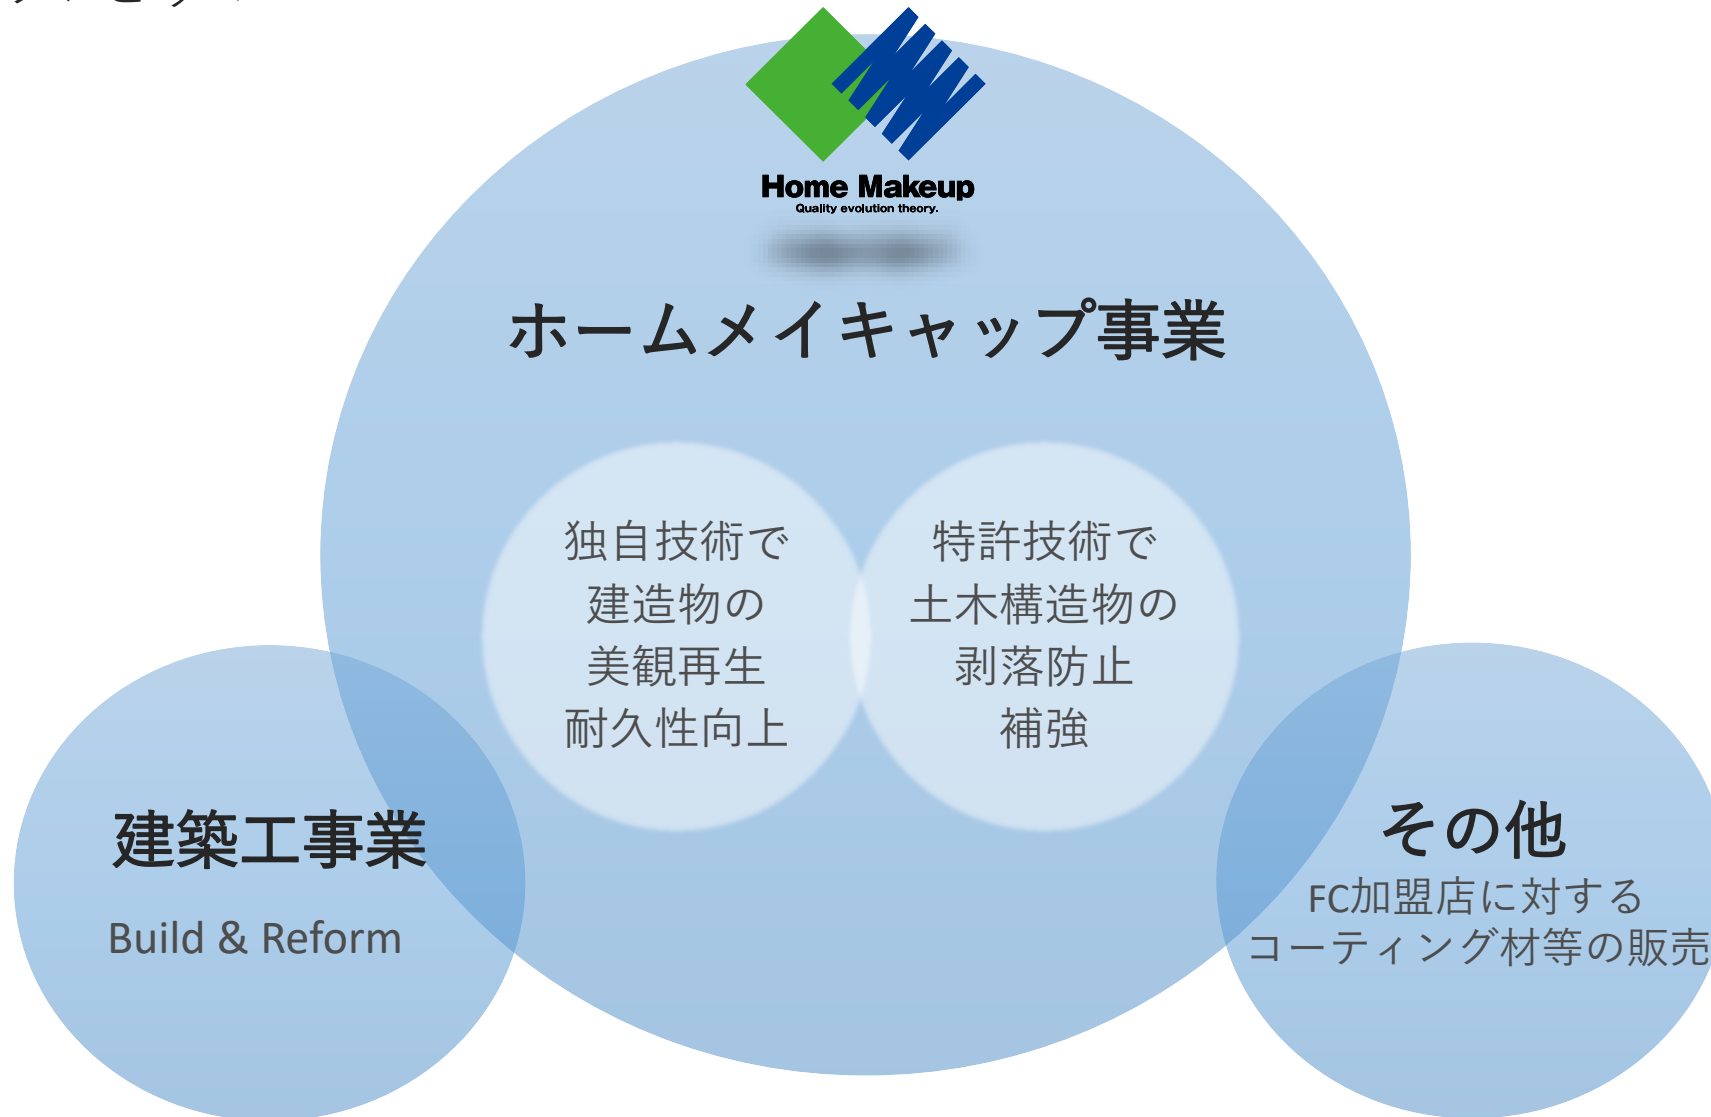 Home Makeup
Quality evolution theory.
ホームメイキャップ事業
独自技術で
建造物の
美観再生
耐久性向上
特許技術で
土木構造物の
剥落防止
補強
建築工事業
Build & Reform
その他
FC加盟店に対する
コーティング材等の販売